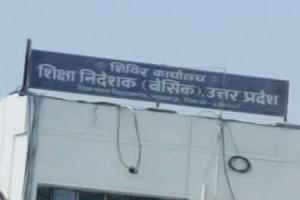 शिविर कार्यालय
शिक्षा निदेशक (बेसिक), उत्तर प्रदेश